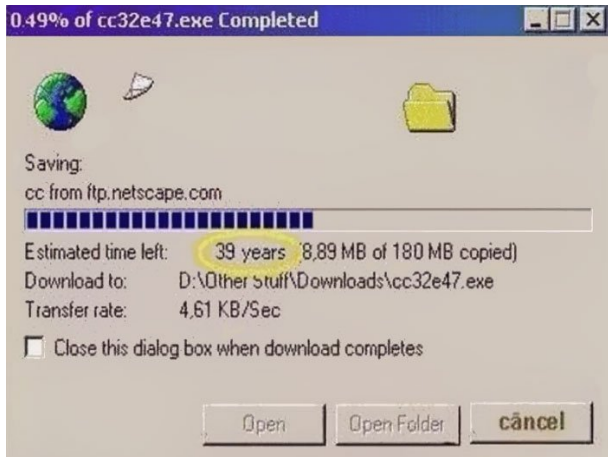 0.49% of cc32e47.exe Completed
Saving:
cc from ftp.netscape.com
Estimated time left: 39 years (8,89 MB of 180 MB copied)
Download to: D:\Other Stuff\Downloads\cc32e47.exe
Transfer rate: 4,61 KB/Sec
Close this dialog box when download completes
Open Open Folder cāncel